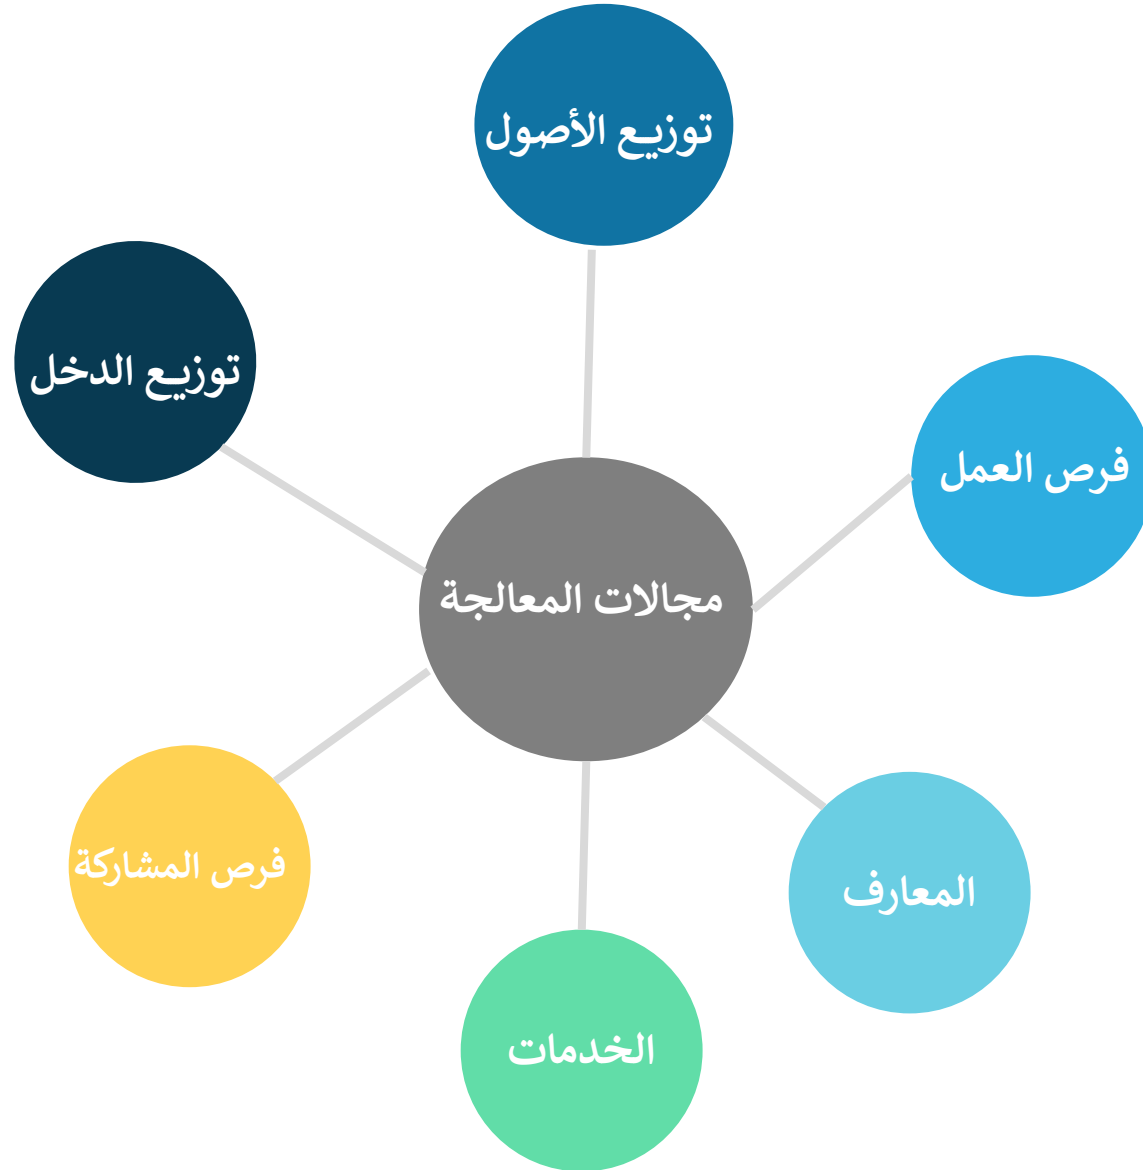 توزيع الأصول
توزيع الدخل
فرص العمل
مجالات المعالجة
فرص المشاركة
المعارف
الخدمات